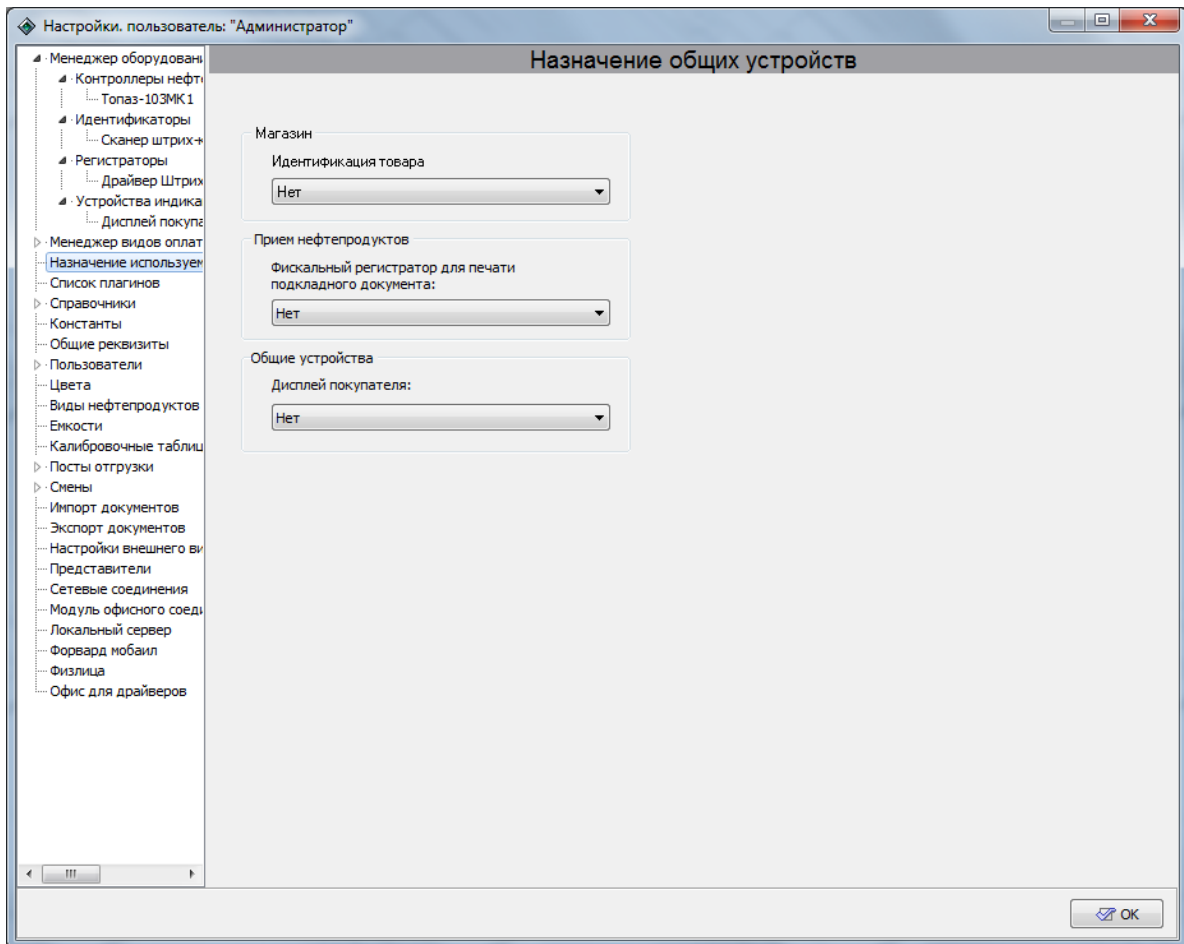 Настройки. пользователь: "Администратор"
Менеджер оборудовани
Контроллеры нефт
Топаз-103МК1
Идентификаторы
Сканер штрих-к
Регистраторы
Драйвер Штрих
Устройства индика
Дисплей покупа
Менеджер видов оплат
Назначение используем
Список плагинов
Справочники
Константы
Общие реквизиты
Пользователи
Цвета
Виды нефтепродуктов
Емкости
Калибровочные таблиц
Посты отгрузки
Смены
Импорт документов
Экспорт документов
Настройки внешнего ви
Представители
Сетевые соединения
Модуль офисного соеди
Локальный сервер
Форвард мобаил
Физлица
Офис для драйверов
Назначение общих устройств
Магазин
Идентификация товара
Нет
Прием нефтепродуктов
Фискальный регистратор для печати
подкладного документа:
Нет
Общие устройства
Дисплей покупателя:
Нет
OK